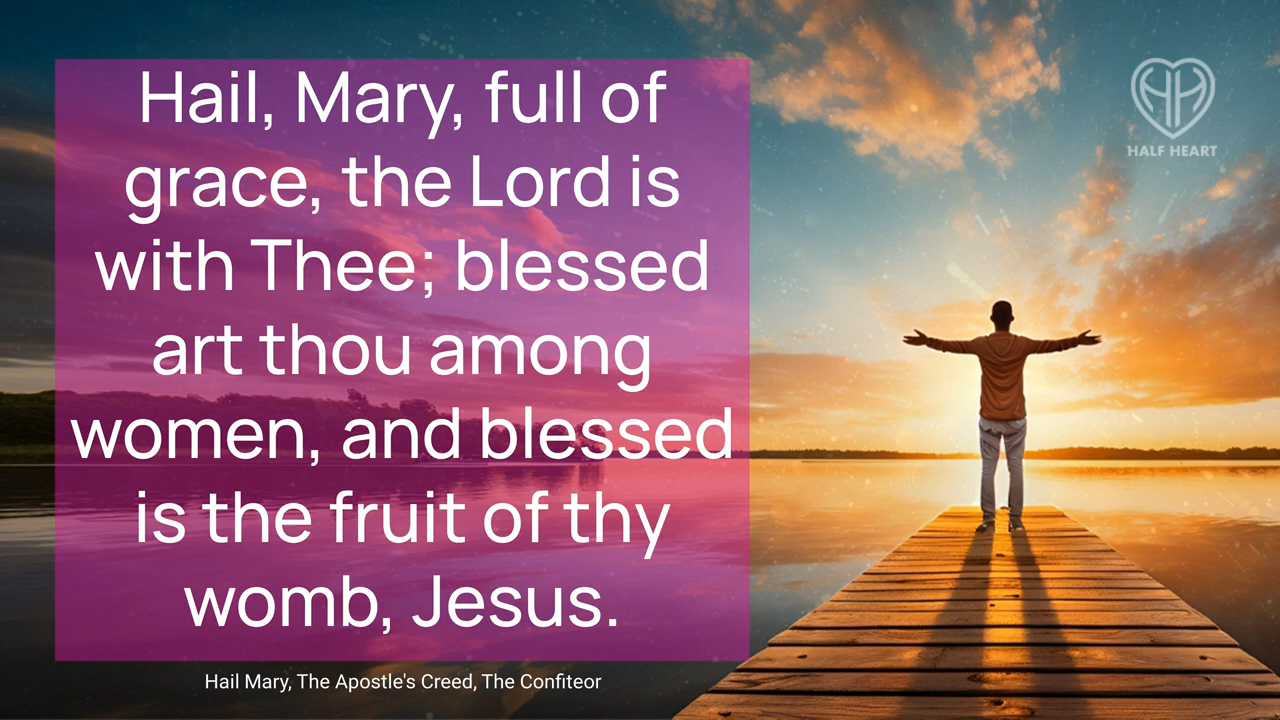 Hail, Mary, full of
grace, the Lord is
with Thee; blessed
art thou among
women, and blessed
is the fruit of thy
womb, Jesus.
Hail Mary, The Apostle's Creed, The Confiteor
HALF HEART